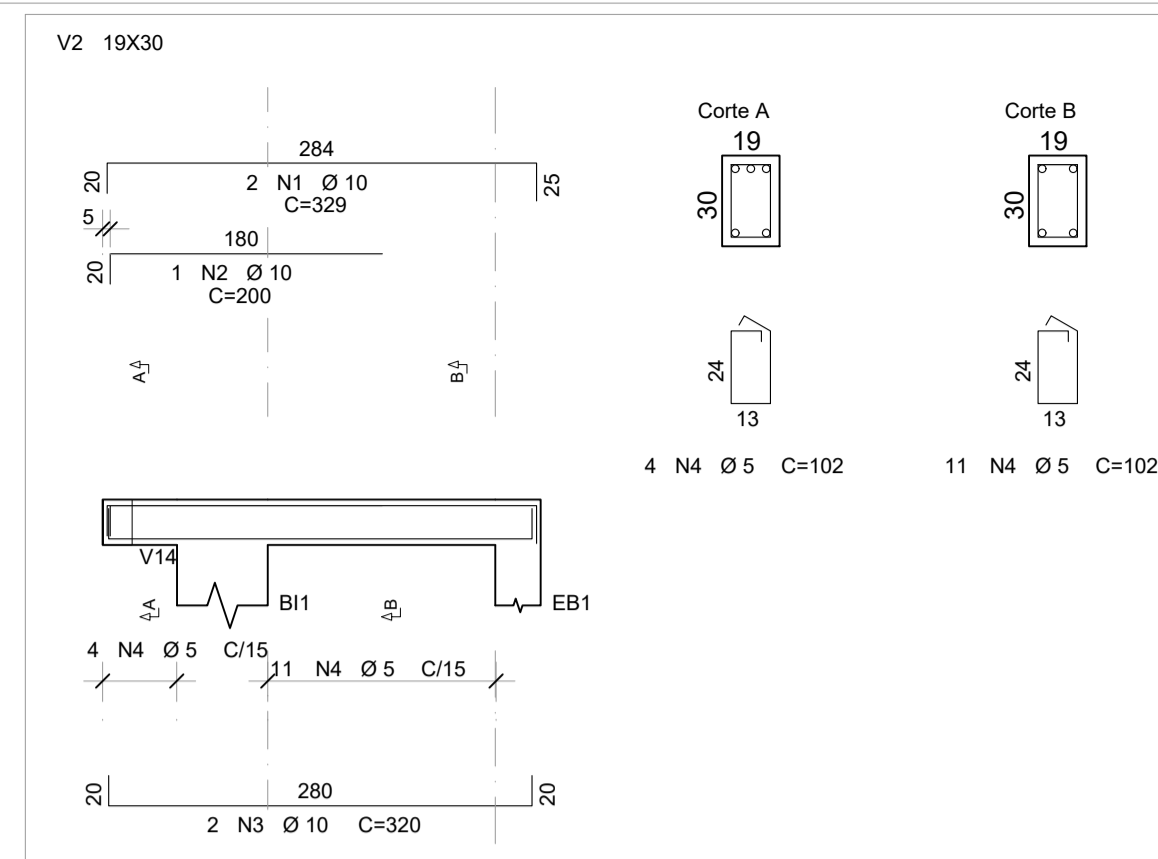 V2 19X30
284
20
2 N1 Ø 10
C=329
25
5
180
20
1 N2 Ø 10
C=200
A
B
Corte A
19
30
Corte B
19
30
24
13
4 N4 Ø 5 C=102
24
13
11 N4 Ø 5 C=102
V14
A
BI1
B
EB1
4 N4 Ø 5 C/15
11 N4 Ø 5 C/15
20
280
20
2 N3 Ø 10 C=320